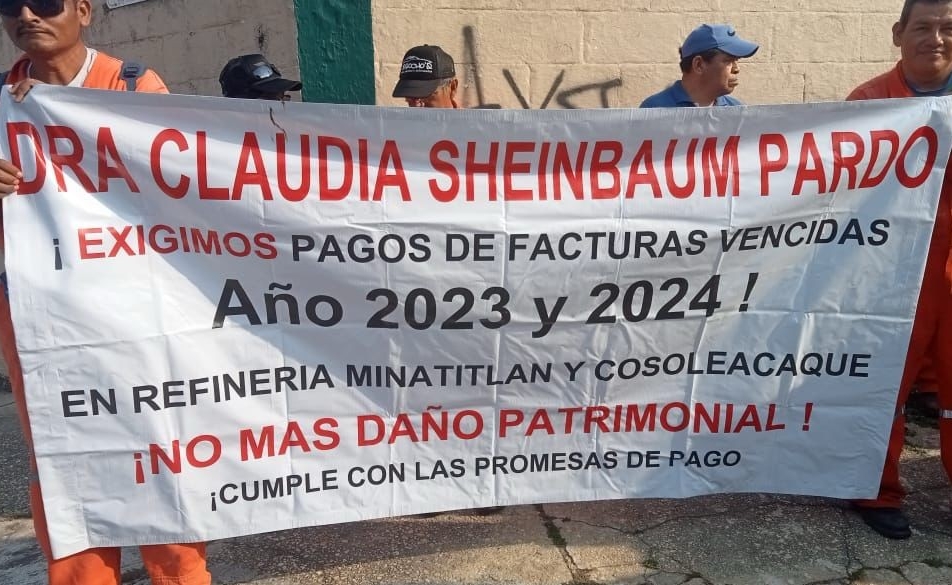 DRA CLAUDIA SHEINBAUM PARDO
¡ EXIGIMOS PAGOS DE FACTURAS VENCIDAS
Año 2023 y 2024 !
EN REFINERIA MINATITLAN Y COSOLEACAQUE
¡NO MAS DAÑO PATRIMONIAL !
¡CUMPLE CON LAS PROMESAS DE PAGO